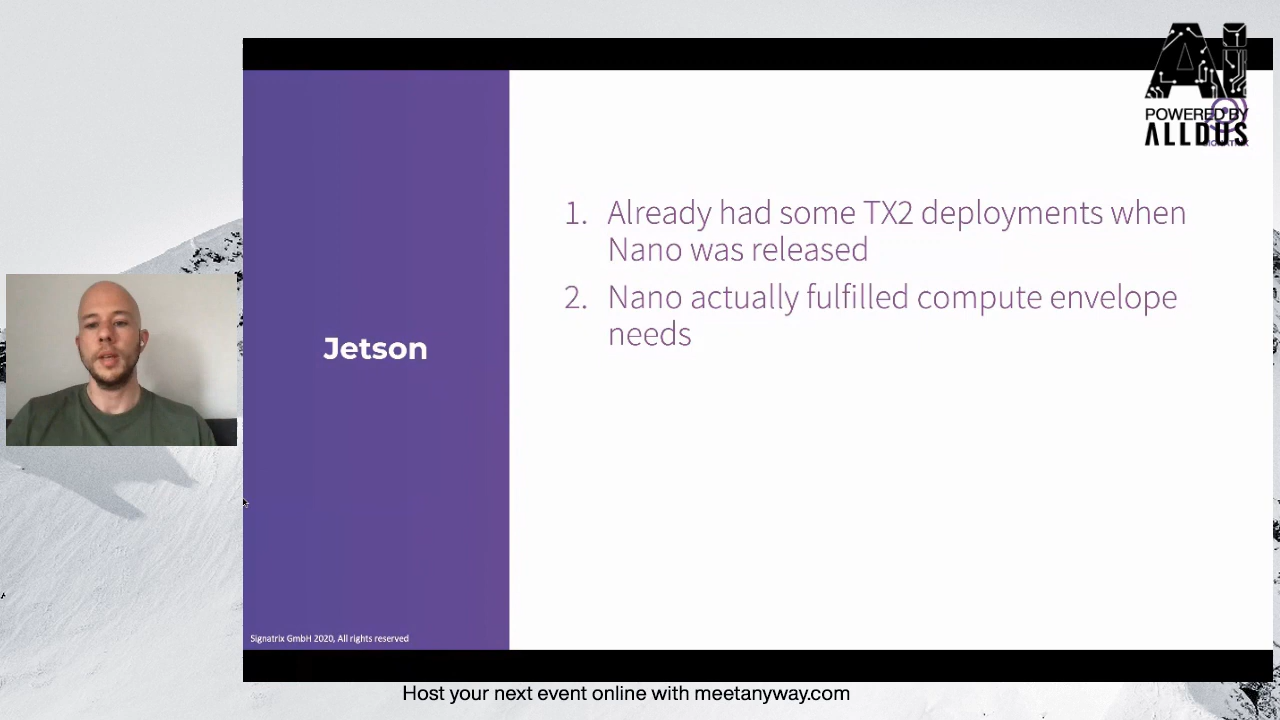 AI
POWERED BY
ALLDUS
1. Already had some TX2 deployments when
Nano was released
2. Nano actually fulfilled compute envelope
needs
Jetson
Signatrix GmbH 2020, All rights reserved
Host your next event online with meetanyway.com